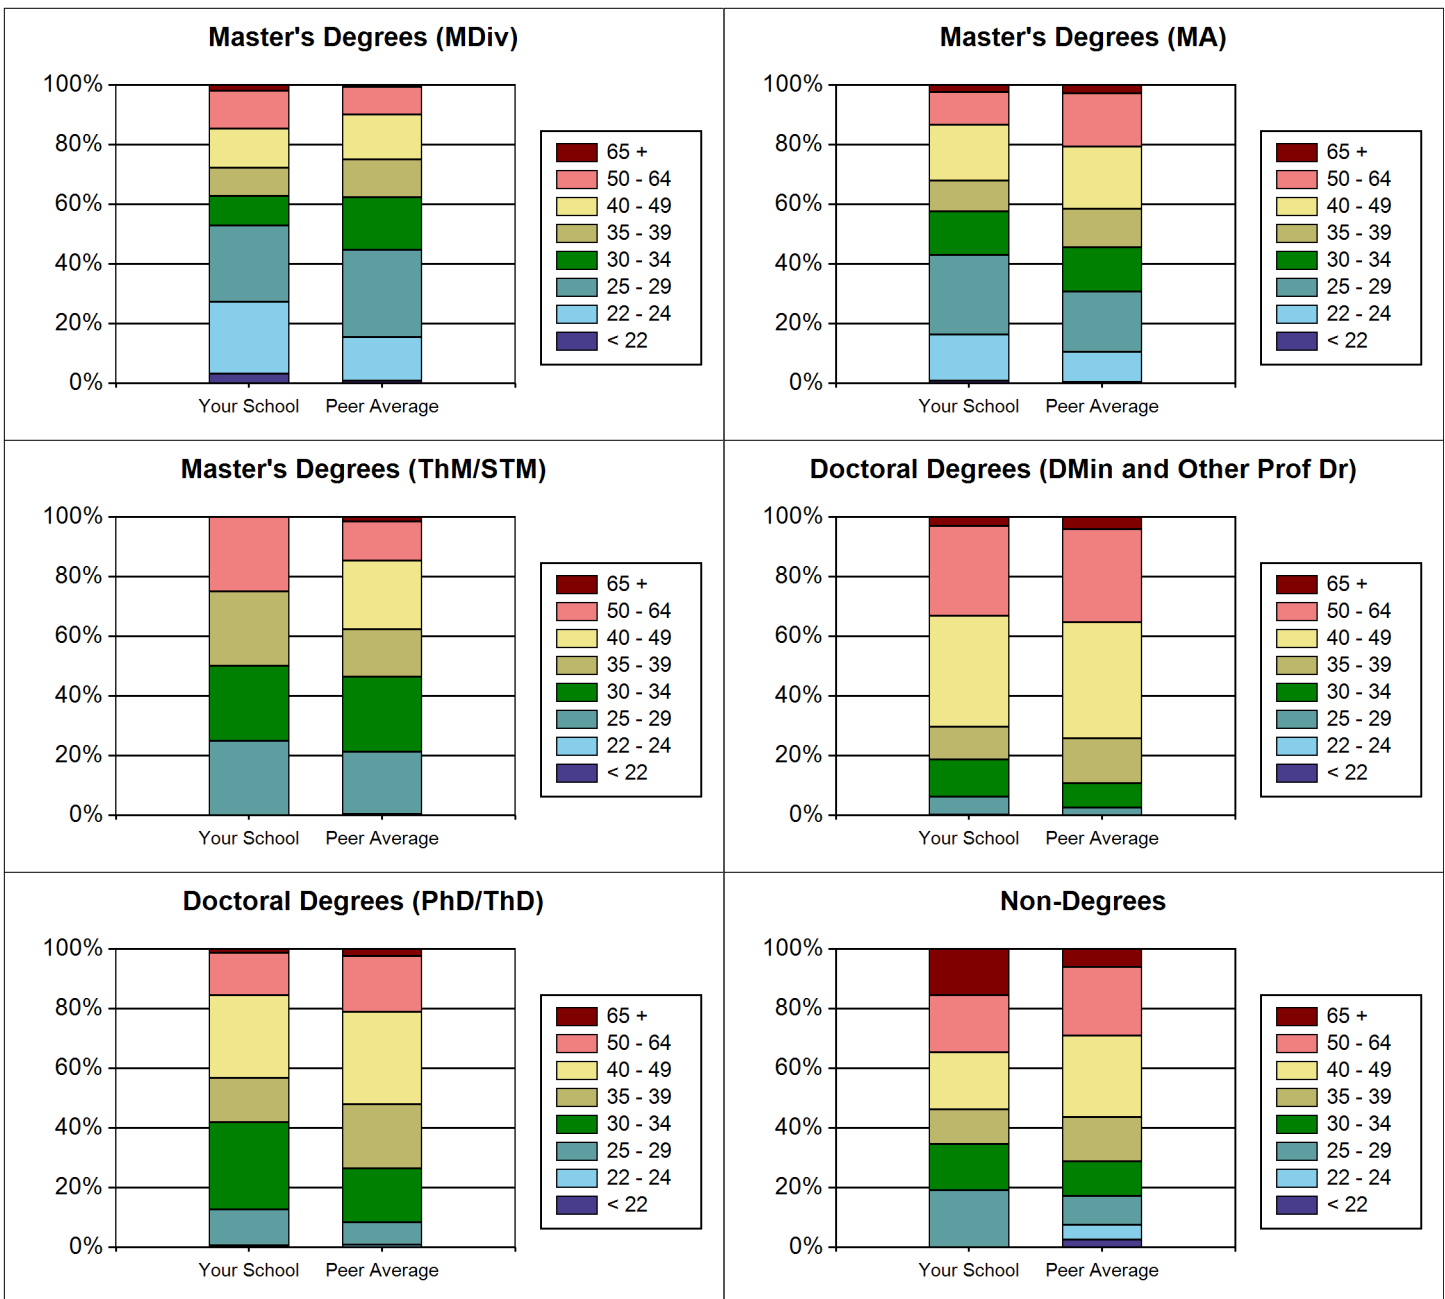 Master's Degrees (MDiv)
100%
80%
60%
40%
20%
0%
Your School
Peer Average
65 +
50 - 64
40 - 49
35 - 39
30 - 34
25 - 29
22 - 24
< 22
Master's Degrees (MA)
100%
80%
60%
40%
20%
0%
Your School
Peer Average
65 +
50 - 64
40 - 49
35 - 39
30 - 34
25 - 29
22 - 24
< 22
Master's Degrees (ThM/STM)
100%
80%
60%
40%
20%
0%
Your School
Peer Average
65 +
50 - 64
40 - 49
35 - 39
30 - 34
25 - 29
22 - 24
< 22
Doctoral Degrees (DMin and Other Prof Dr)
100%
80%
60%
40%
20%
0%
Your School
Peer Average
65 +
50 - 64
40 - 49
35 - 39
30 - 34
25 - 29
22 - 24
< 22
Doctoral Degrees (PhD/ThD)
100%
80%
60%
40%
20%
0%
Your School
Peer Average
65 +
50 - 64
40 - 49
35 - 39
30 - 34
25 - 29
22 - 24
< 22
Non-Degrees
100%
80%
60%
40%
20%
0%
Your School
Peer Average
65 +
50 - 64
40 - 49
35 - 39
30 - 34
25 - 29
22 - 24
< 22